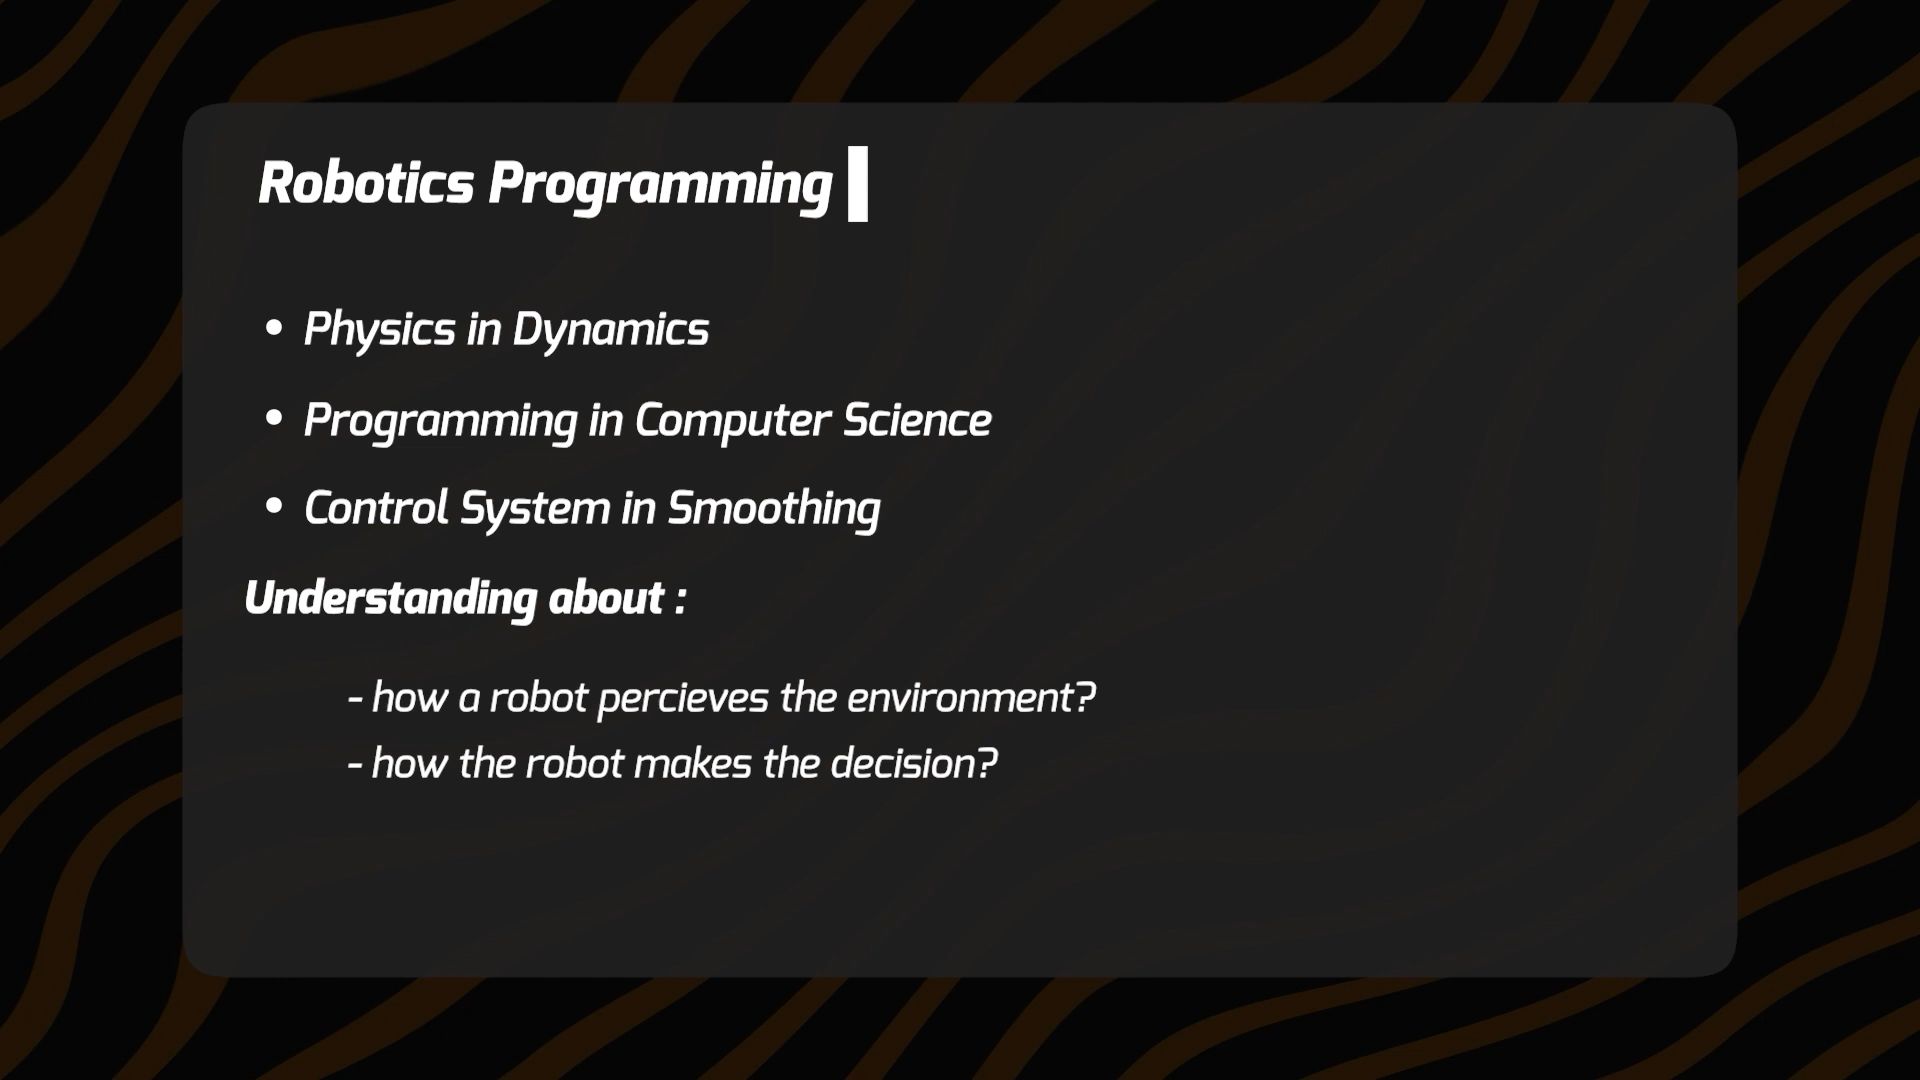 Robotics Programming
• Physics in Dynamics
• Programming in Computer Science
• Control System in Smoothing
Understanding about :
- how a robot percieves the environment?
- how the robot makes the decision?